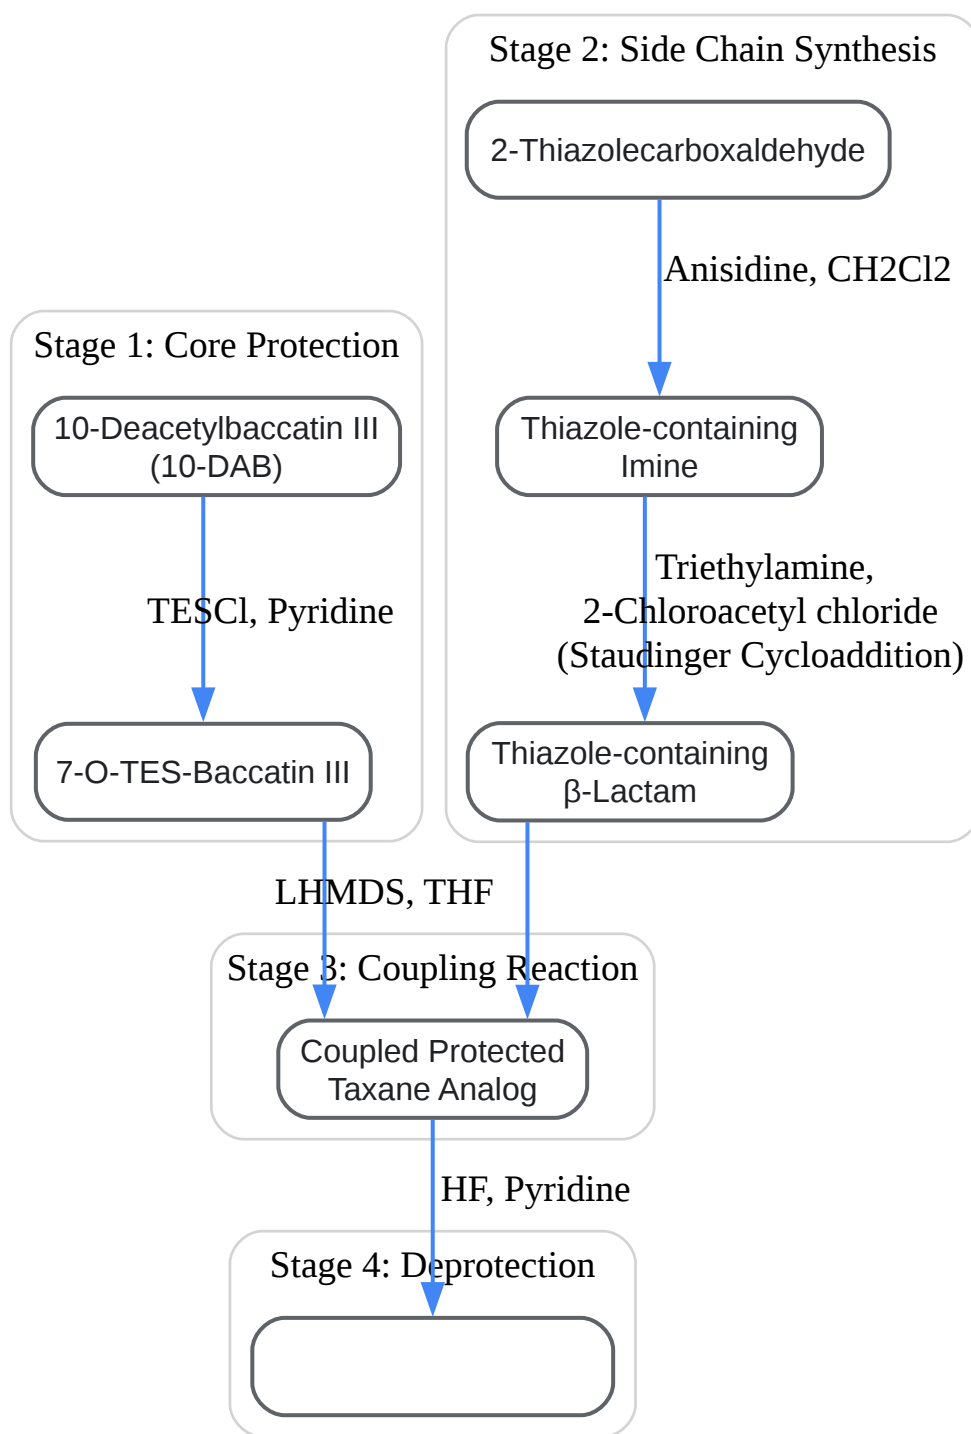 Stage 2: Side Chain Synthesis
2-Thiazolecarboxaldehyde
Anisidine, CH2Cl2
Stage 1: Core Protection
10-Deacetylbaccatin III
(10-DAB)
Thiazole-containing
Imine
TESCl, Pyridine
Triethylamine,
2-Chloroacetyl chloride
(Staudinger Cycloaddition)
7-O-TES-Baccatin III
Thiazole-containing
β-Lactam
LHMDS, THF
Stage 3: Coupling Reaction
Coupled Protected
Taxane Analog
HF, Pyridine
Stage 4: Deprotection